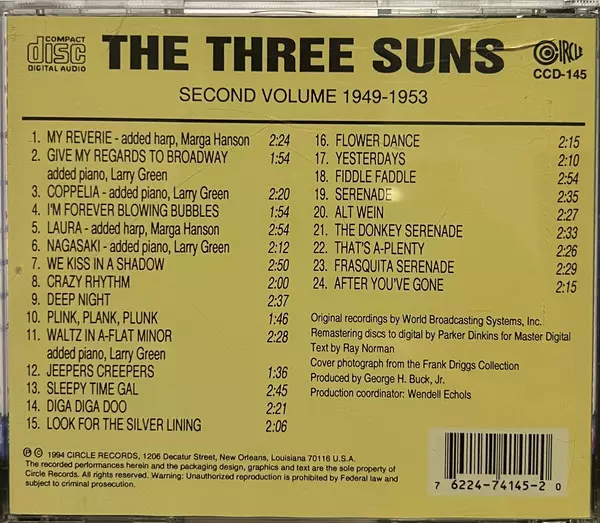 COMPACT
disc
DIGITAL AUDIO
THE THREE SUNS
CIRCLE
CCD-145
SECOND VOLUME 1949-1953
1. MY REVERIE - added harp, Marga Hanson 2:24
2. GIVE MY REGARDS TO BROADWAY 1:54
added piano, Larry Green
3. COPPELIA - added piano, Larry Green 2:20
4. I'M FOREVER BLOWING BUBBLES 1:54
5. LAURA - added harp, Marga Hanson 2:54
6. NAGASAKI - added piano, Larry Green 2:12
7. WE KISS IN A SHADOW 2:50
8. CRAZY RHYTHM 2:00
9. DEEP NIGHT 2:37
10. PLINK, PLANK, PLUNK 1:46
11. WALTZ IN A-FLAT MINOR 2:28
added piano, Larry Green
12. JEEPERS CREEPERS 1:36
13. SLEEPY TIME GAL 2:45
14. DIGA DIGA DOO 2:21
15. LOOK FOR THE SILVER LINING 2:06
16. FLOWER DANCE 2:15
17. YESTERDAYS 2:10
18. FIDDLE FADDLE 2:54
19. SERENADE 2:35
20. ALT WEIN 2:27
21. THE DONKEY SERENADE 2:33
22. THAT'S A-PLENTY 2:26
23. FRASQUITA SERENADE 2:29
24. AFTER YOU'VE GONE 2:15
Original recordings by World Broadcasting Systems, Inc.
Remastering discs to digital by Parker Dinkins for Master Digital
Text by Ray Norman
Cover photograph from the Frank Driggs Collection
Produced by George H. Buck, Jr.
Production coordinator: Wendell Echols
℗ © 1994 CIRCLE RECORDS, 1206 Decatur Street, New Orleans, Louisiana 70116 U.S.A.
The recorded performances herein and the packaging design, graphics and text are the sole property of
Circle Records. All rights reserved. Warning: Unauthorized reproduction is prohibited by Federal law and
subject to criminal prosecution.
7 62247-74145-2 0